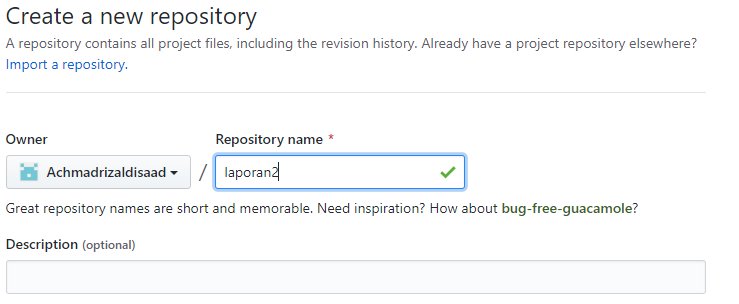 Create a new repository
A repository contains all project files, including the revision history. Already have a project repository elsewhere?
Import a repository.
Owner
Repository name *
Achmadrizaldisaad
/
laporan2
Great repository names are short and memorable. Need inspiration? How about bug-free-guacamole?
Description (optional)